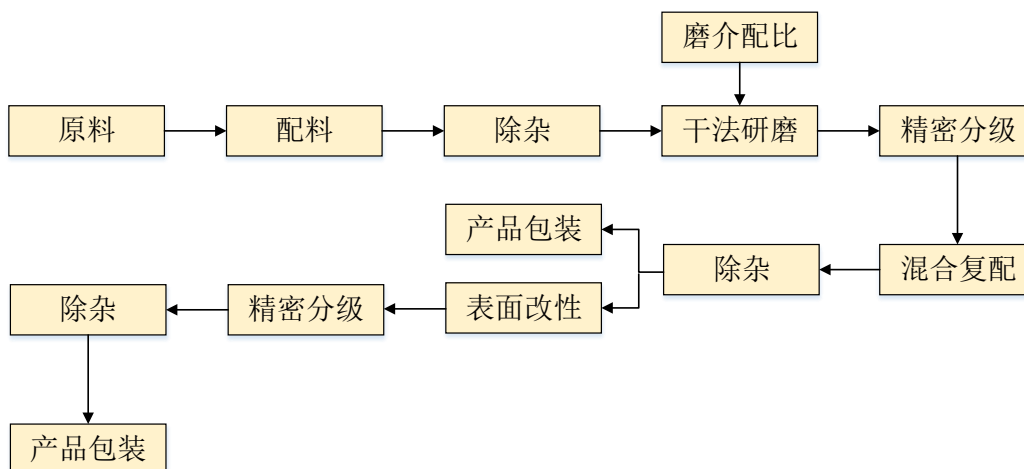 磨介配比
原料
配料
除杂
干法研磨
精密分级
产品包装
除杂
混合复配
除杂
精密分级
表面改性
产品包装